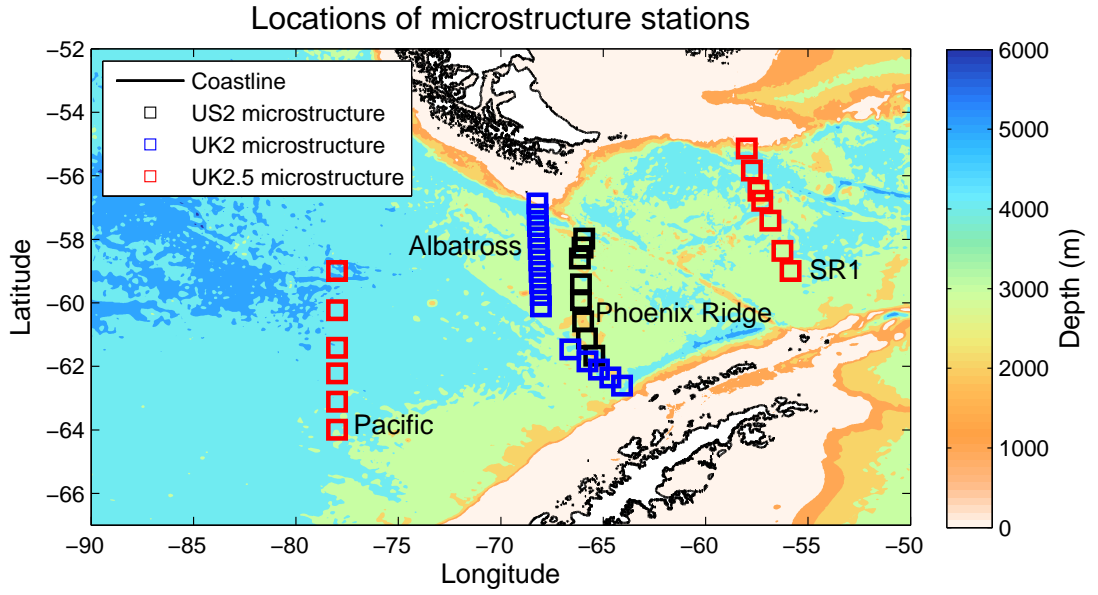 Locations of microstructure stations
−52
−54
−56
−58
−60
−62
−64
−66
Latitude
Coastline
US2 microstructure
UK2 microstructure
UK2.5 microstructure
Albatross
SR1
Phoenix Ridge
Pacific
−90
−85
−80
−75
−70
−65
−60
−55
−50
Longitude
6000
5000
4000
3000
2000
1000
0
Depth (m)